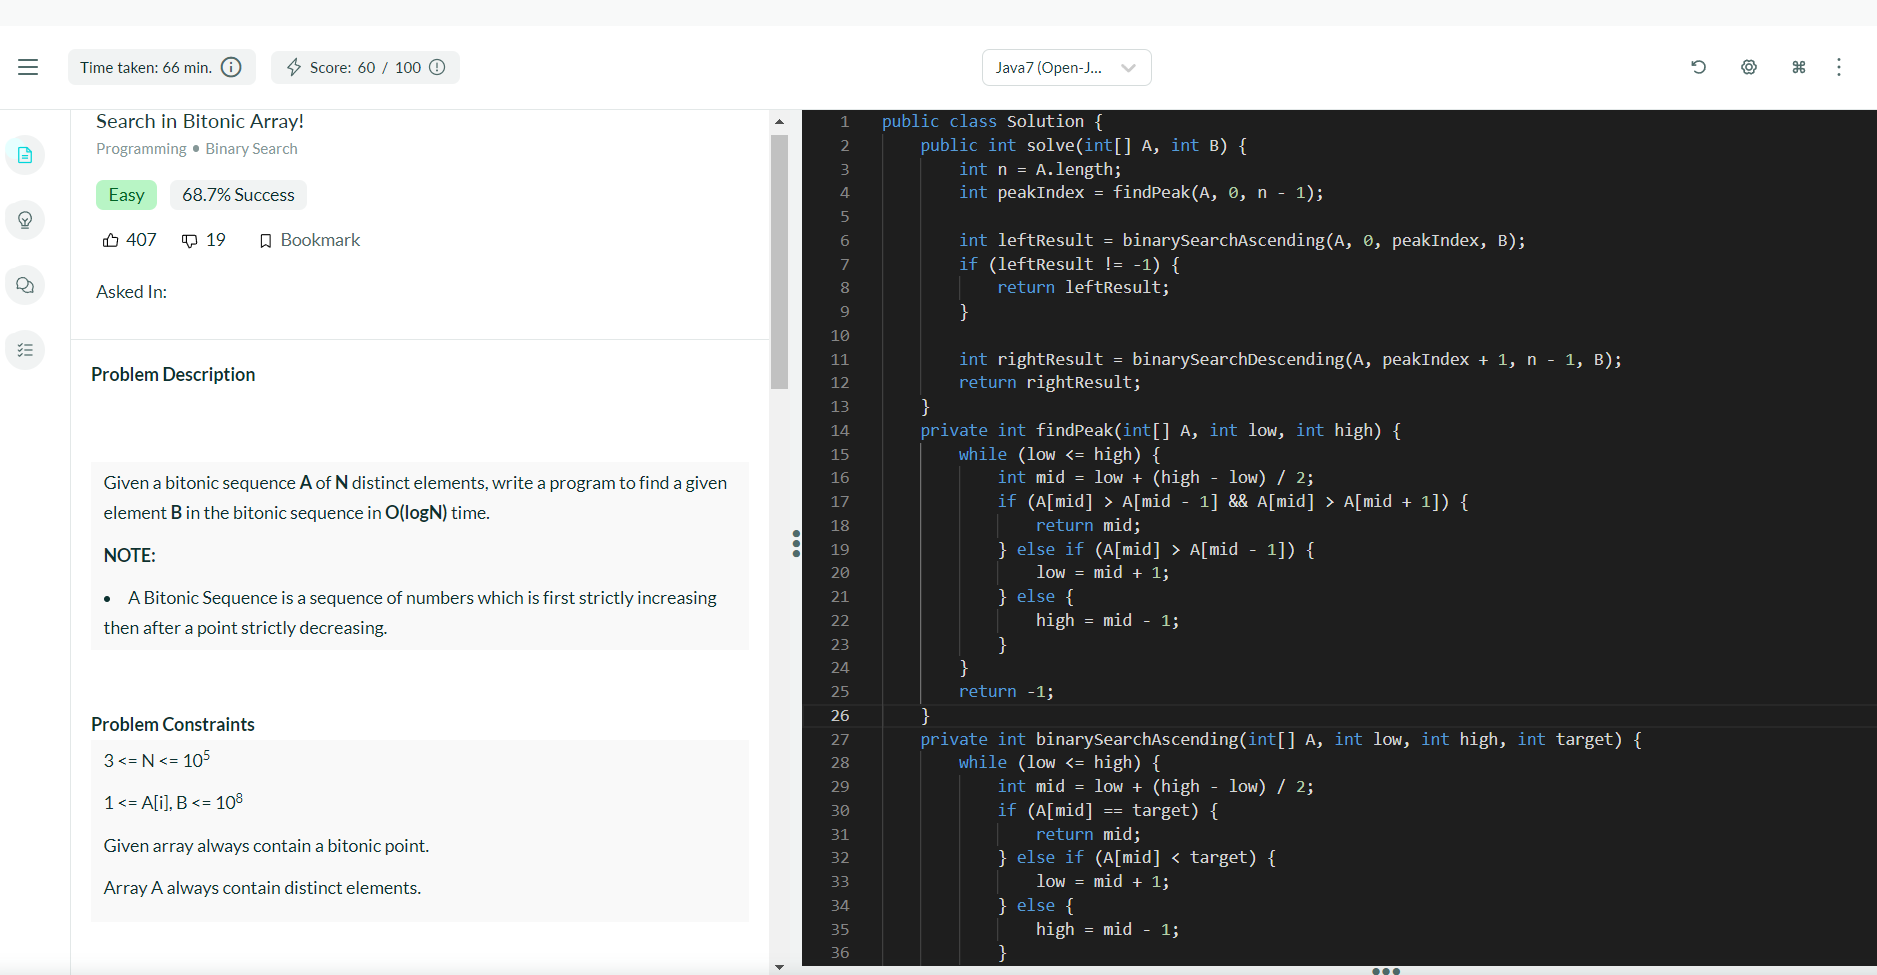 Time taken: 66 min.
Score: 60 / 100
Java7 (Open-J...
Search in Bitonic Array!
Programming • Binary Search
Easy
68.7% Success
407
19
Bookmark
Asked In:
Problem Description
Given a bitonic sequence A of N distinct elements, write a program to find a given
element B in the bitonic sequence in O(logN) time.
NOTE:
• A Bitonic Sequence is a sequence of numbers which is first strictly increasing
then after a point strictly decreasing.
Problem Constraints
3 <= N <= 10⁵
1 <= A[i], B <= 10⁸
Given array always contain a bitonic point.
Array A always contain distinct elements.
1 public class Solution {
2     public int solve(int[] A, int B) {
3         int n = A.length;
4         int peakIndex = findPeak(A, 0, n - 1);
5
6         int leftResult = binarySearchAscending(A, 0, peakIndex, B);
7         if (leftResult != -1) {
8             return leftResult;
9         }
10
11         int rightResult = binarySearchDescending(A, peakIndex + 1, n - 1, B);
12         return rightResult;
13     }
14     private int findPeak(int[] A, int low, int high) {
15         while (low <= high) {
16             int mid = low + (high - low) / 2;
17             if (A[mid] > A[mid - 1] && A[mid] > A[mid + 1]) {
18                 return mid;
19             } else if (A[mid] > A[mid - 1]) {
20                 low = mid + 1;
21             } else {
22                 high = mid - 1;
23             }
24         }
25         return -1;
26     }
27     private int binarySearchAscending(int[] A, int low, int high, int target) {
28         while (low <= high) {
29             int mid = low + (high - low) / 2;
30             if (A[mid] == target) {
31                 return mid;
32             } else if (A[mid] < target) {
33                 low = mid + 1;
34             } else {
35                 high = mid - 1;
36             }